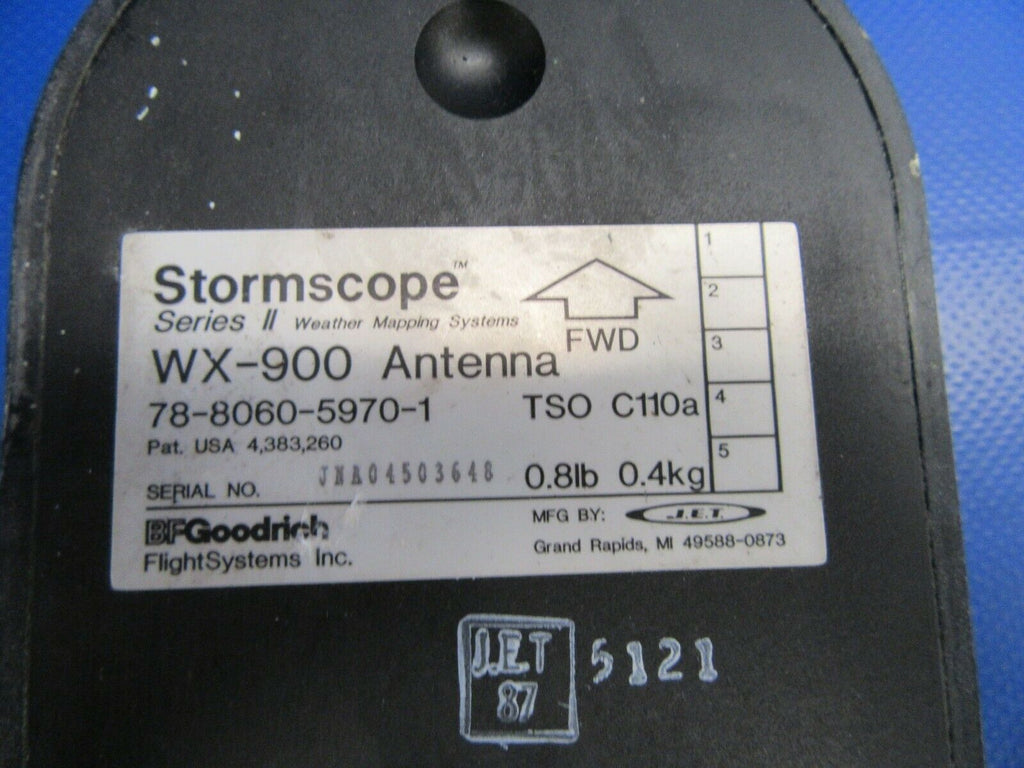 Stormscope™
Series II Weather Mapping Systems
FWD
WX-900 Antenna
78-8060-5970-1 TSO C110a
Pat. USA 4,383,260
SERIAL NO. JNA04503648 0.8lb 0.4kg
1
2
3
4
5
BFGoodrich
FlightSystems Inc.
MFG BY: J.E.T.
Grand Rapids, MI 49588-0873
J.E.T
87
5121